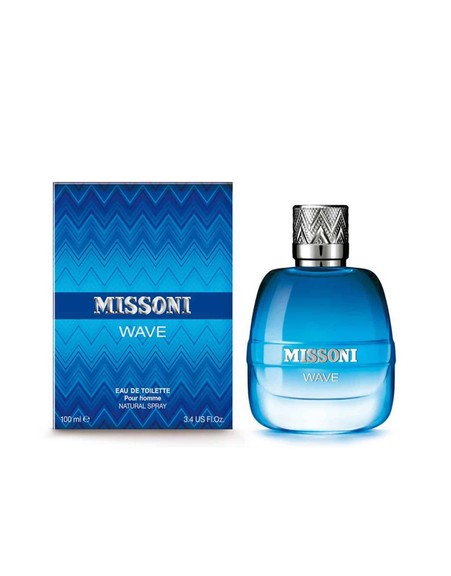 MISSONI
WAVE
EAU DE TOILETTE
Pour homme
NATURAL SPRAY
100 ml ℮
3.4 US Fl.Oz.
MISSONI
WAVE